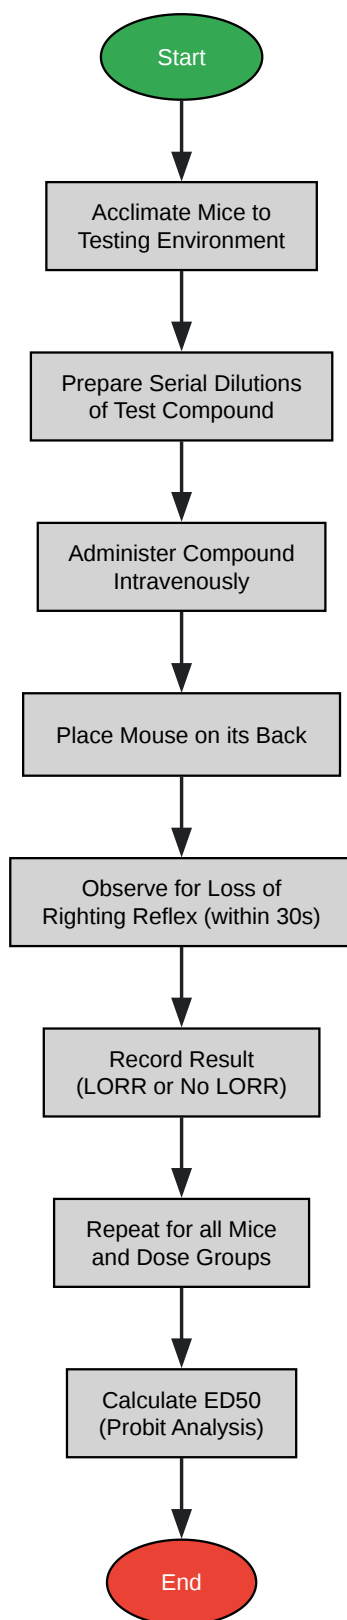 Start
Acclimate Mice to
Testing Environment
Prepare Serial Dilutions
of Test Compound
Administer Compound
Intravenously
Place Mouse on its Back
Observe for Loss of
Righting Reflex (within 30s)
Record Result
(LORR or No LORR)
Repeat for all Mice
and Dose Groups
Calculate ED50
(Probit Analysis)
End